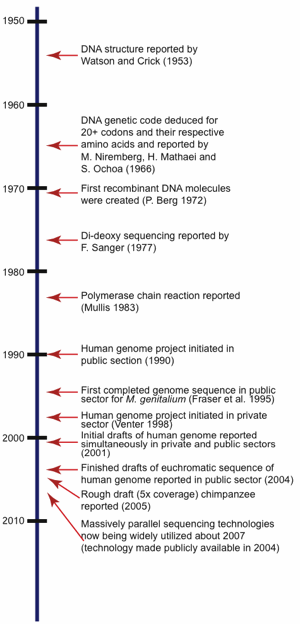 1950
DNA structure reported by
Watson and Crick (1953)
1960
DNA genetic code deduced for
20+ codons and their respective
amino acids and reported by
M. Niremberg, H. Mathaei and
S. Ochoa (1966)
1970
First recombinant DNA molecules
were created (P. Berg 1972)
Di-deoxy sequencing reported by
F. Sanger (1977)
1980
Polymerase chain reaction reported
(Mullis 1983)
1990
Human genome project initiated in
public section (1990)
First completed genome sequence in public
sector for M. genitalium (Fraser et al. 1995)
Human genome project initiated in private
sector (Venter 1998)
2000
Initial drafts of human genome reported
simultaneously in private and public sectors
(2001)
Finished drafts of euchromatic sequence of
human genome reported in public sector (2004)
Rough draft (5x coverage) chimpanzee
reported (2005)
2010
Massively parallel sequencing technologies
now being widely utilized about 2007
(technology made publicly available in 2004)